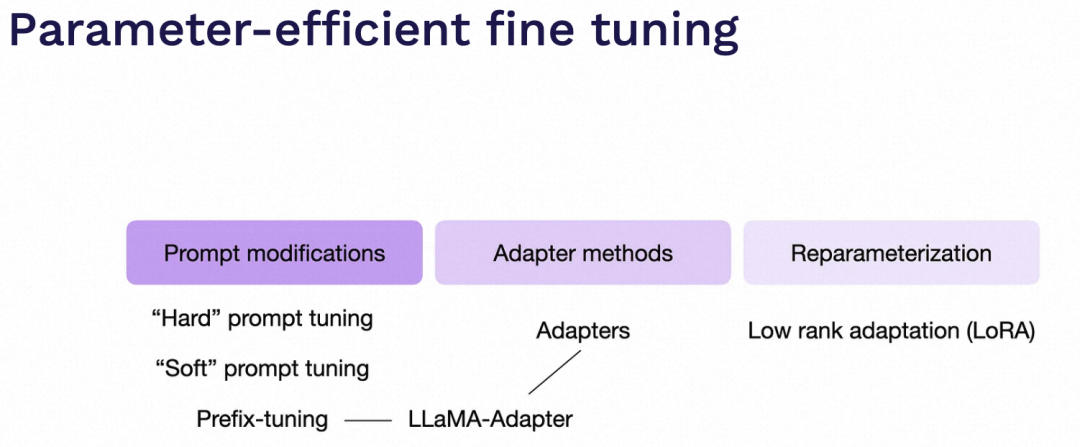 Parameter-efficient fine tuning
Prompt modifications
Adapter methods
Reparameterization
“Hard” prompt tuning
“Soft” prompt tuning
Adapters
Low rank adaptation (LoRA)
Prefix-tuning
LLaMA-Adapter